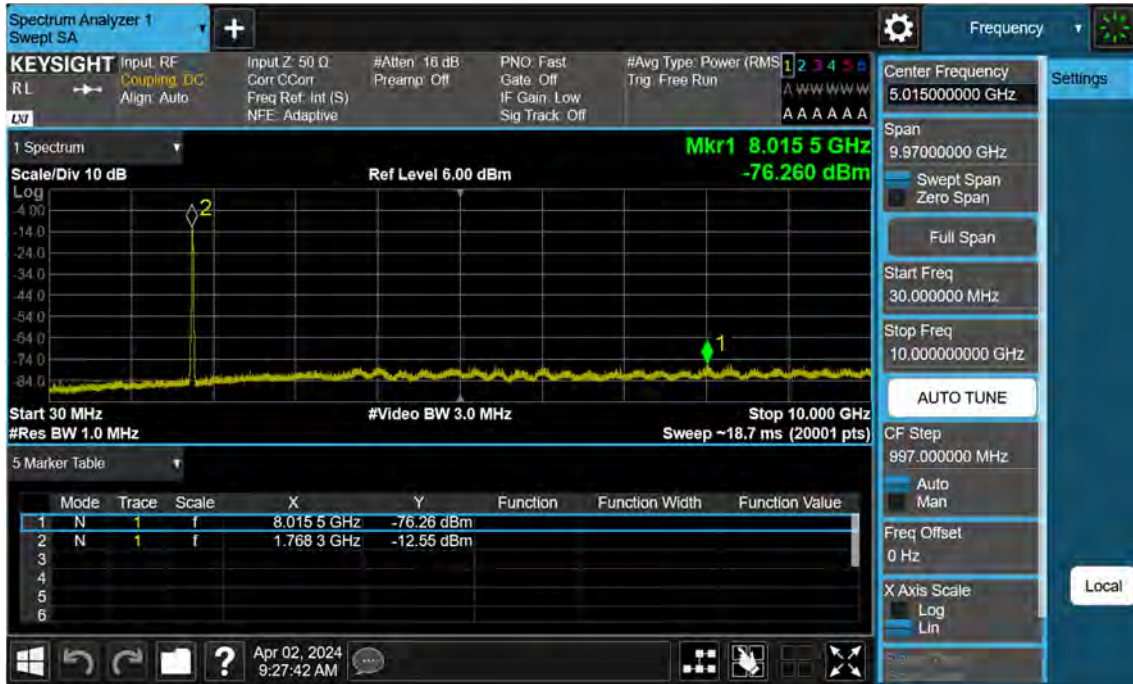 Spectrum Analyzer 1
Swept SA
+
Frequency
KEYSIGHT
RL
LXI
Input: RF
Coupling: DC
Align: Auto
Input Z: 50 Ω
Corr CCorr
Freq Ref: Int (S)
NFE: Adaptive
#Atten: 16 dB
Preamp: Off
PNO: Fast
Gate: Off
IF Gain: Low
Sig Track: Off
#Avg Type: Power (RMS
Trig: Free Run
1 2 3 4 5 6
A W W W W W
A A A A A A
Center Frequency
5.015000000 GHz
Settings
1 Spectrum
Scale/Div 10 dB
Ref Level 6.00 dBm
Mkr1 8.015 5 GHz
-76.260 dBm
Log
-4.00
-14.0
-24.0
-34.0
-44.0
-54.0
-64.0
-74.0
-84.0
2
1
Start 30 MHz
#Video BW 3.0 MHz
Stop 10.000 GHz
#Res BW 1.0 MHz
Sweep ~18.7 ms (20001 pts)
Span
9.97000000 GHz
Swept Span
Zero Span
Full Span
Start Freq
30.000000 MHz
Stop Freq
10.000000000 GHz
AUTO TUNE
CF Step
997.000000 MHz
Auto
Man
Freq Offset
0 Hz
X Axis Scale
Log
Lin
Local
5 Marker Table
Mode Trace Scale X Y Function Function Width Function Value
1 N 1 f 8.015 5 GHz -76.26 dBm
2 N 1 f 1.768 3 GHz -12.55 dBm
3
4
5
6
?
Apr 02, 2024
9:27:42 AM